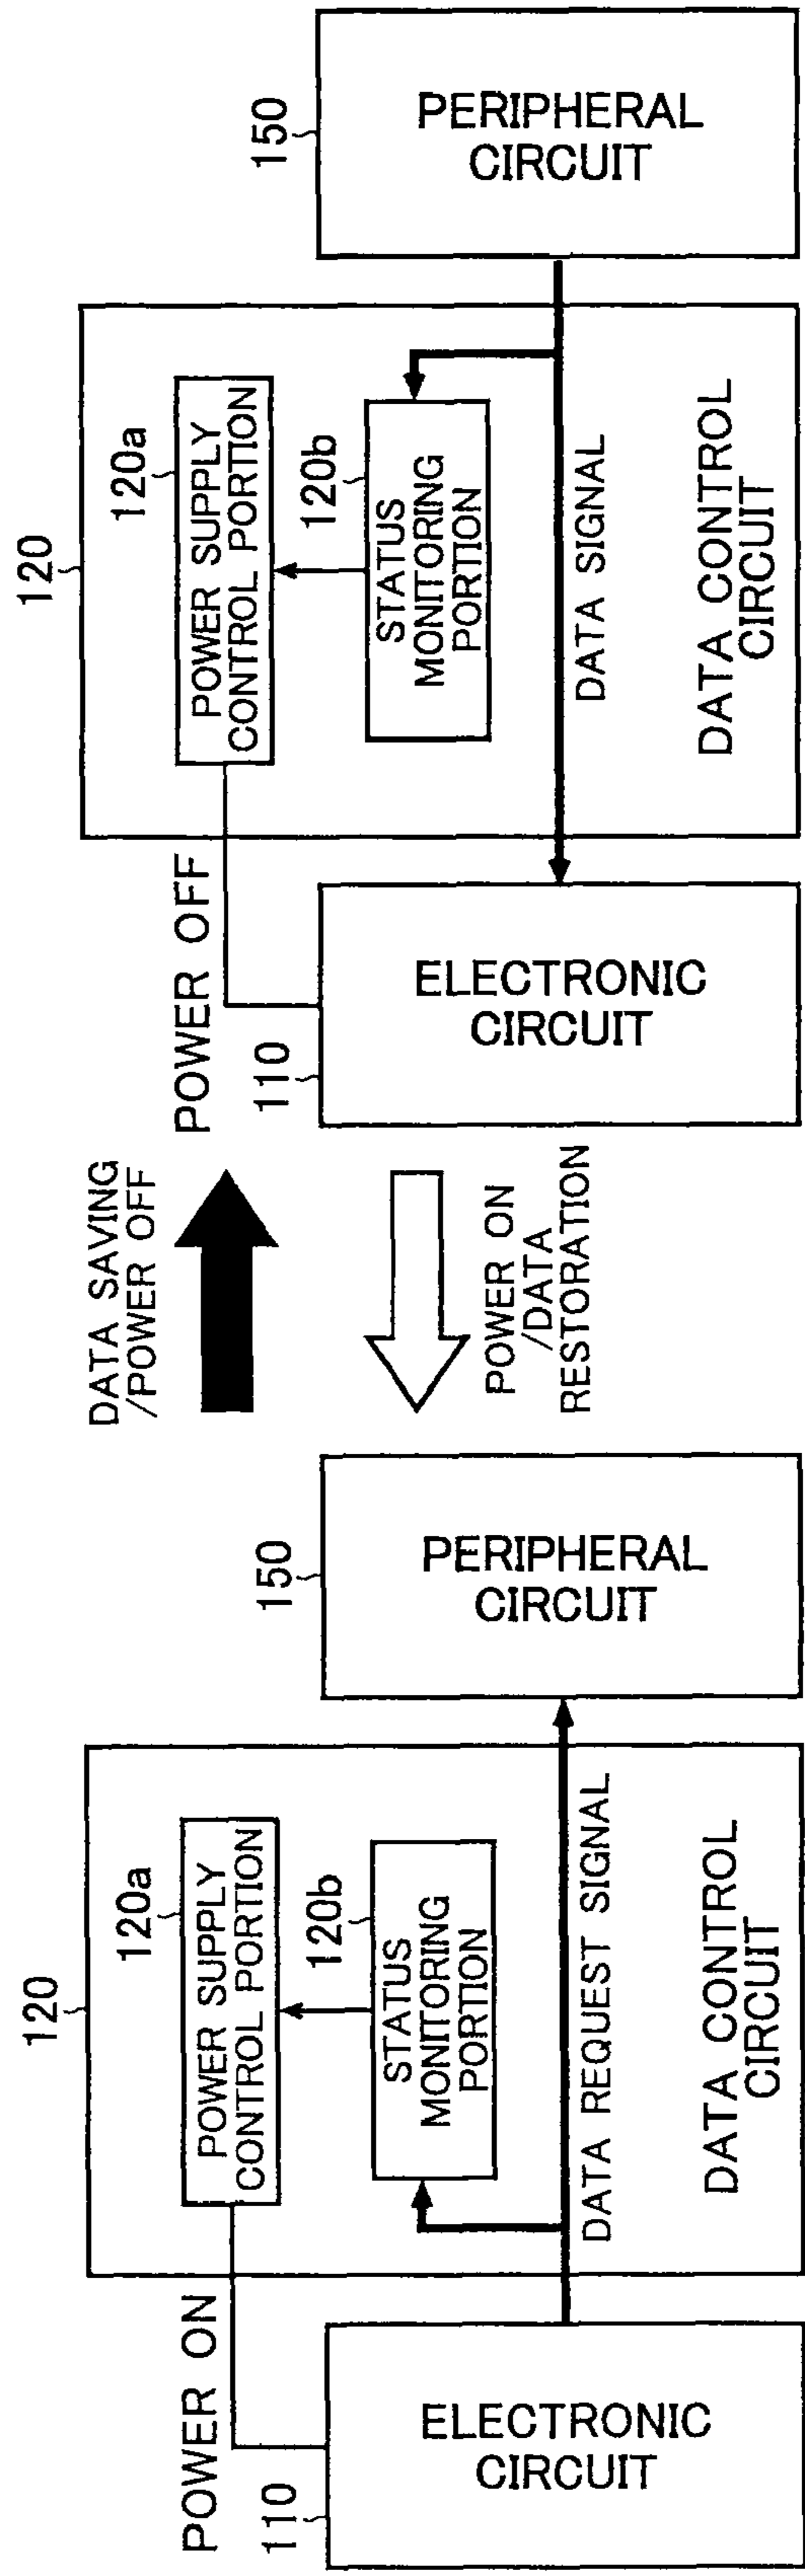 POWER ON
110
ELECTRONIC
CIRCUIT
120
120a
POWER SUPPLY
CONTROL PORTION
120b
STATUS
MONITORING
PORTION
DATA REQUEST SIGNAL
DATA CONTROL
CIRCUIT
150
PERIPHERAL
CIRCUIT
DATA SAVING
/POWER OFF
POWER ON
/DATA
RESTORATION
POWER OFF
110
ELECTRONIC
CIRCUIT
120
120a
POWER SUPPLY
CONTROL PORTION
120b
STATUS
MONITORING
PORTION
DATA SIGNAL
DATA CONTROL
CIRCUIT
150
PERIPHERAL
CIRCUIT